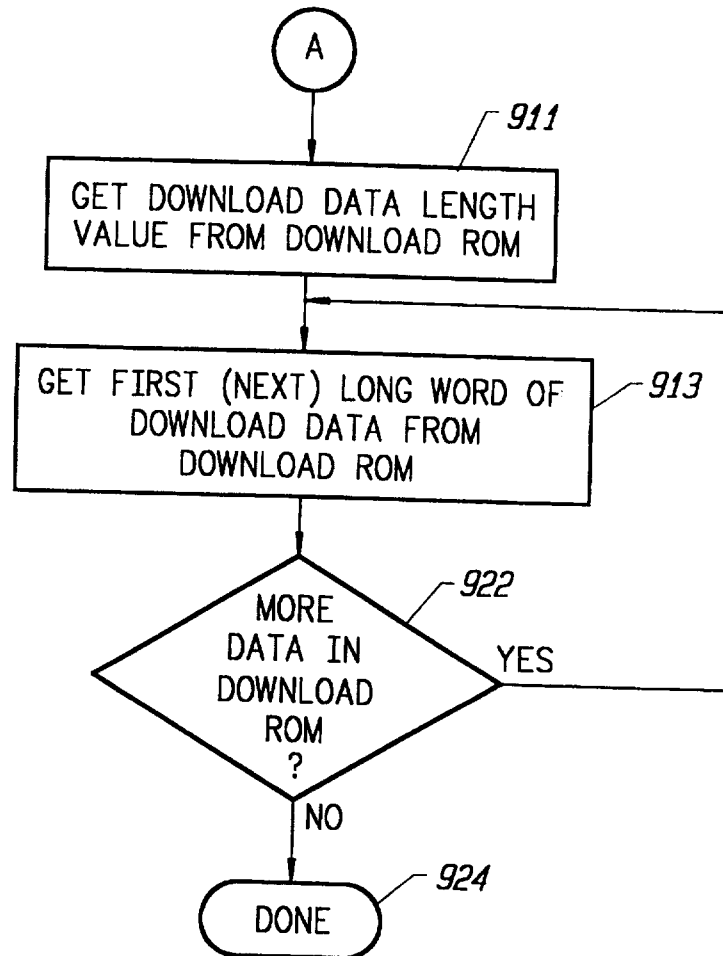 A
911
GET DOWNLOAD DATA LENGTH
VALUE FROM DOWNLOAD ROM
GET FIRST (NEXT) LONG WORD OF
DOWNLOAD DATA FROM
DOWNLOAD ROM
913
922
MORE
DATA IN
DOWNLOAD
ROM
?
YES
NO
924
DONE